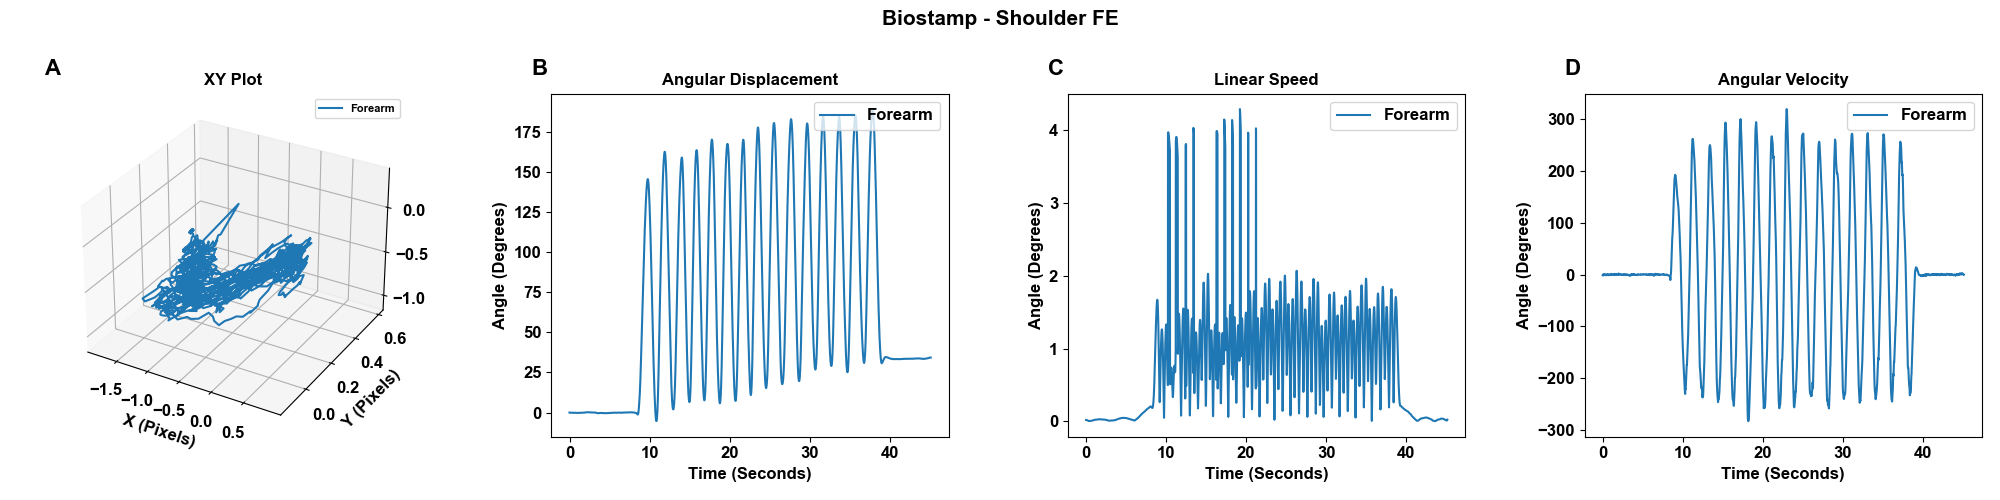 Biostamp - Shoulder FE
A
XY Plot
Forearm
0.0
−0.5
−1.0
0.6
0.4
0.2
0.0
Y (Pixels)
−1.5
−1.0
−0.5
0.0
0.5
X (Pixels)
B
Angular Displacement
Forearm
Angle (Degrees)
175
150
125
100
75
50
25
0
0 10 20 30 40
Time (Seconds)
C
Linear Speed
Forearm
Angle (Degrees)
4
3
2
1
0
0 10 20 30 40
Time (Seconds)
D
Angular Velocity
Forearm
Angle (Degrees)
300
200
100
0
−100
−200
−300
0 10 20 30 40
Time (Seconds)